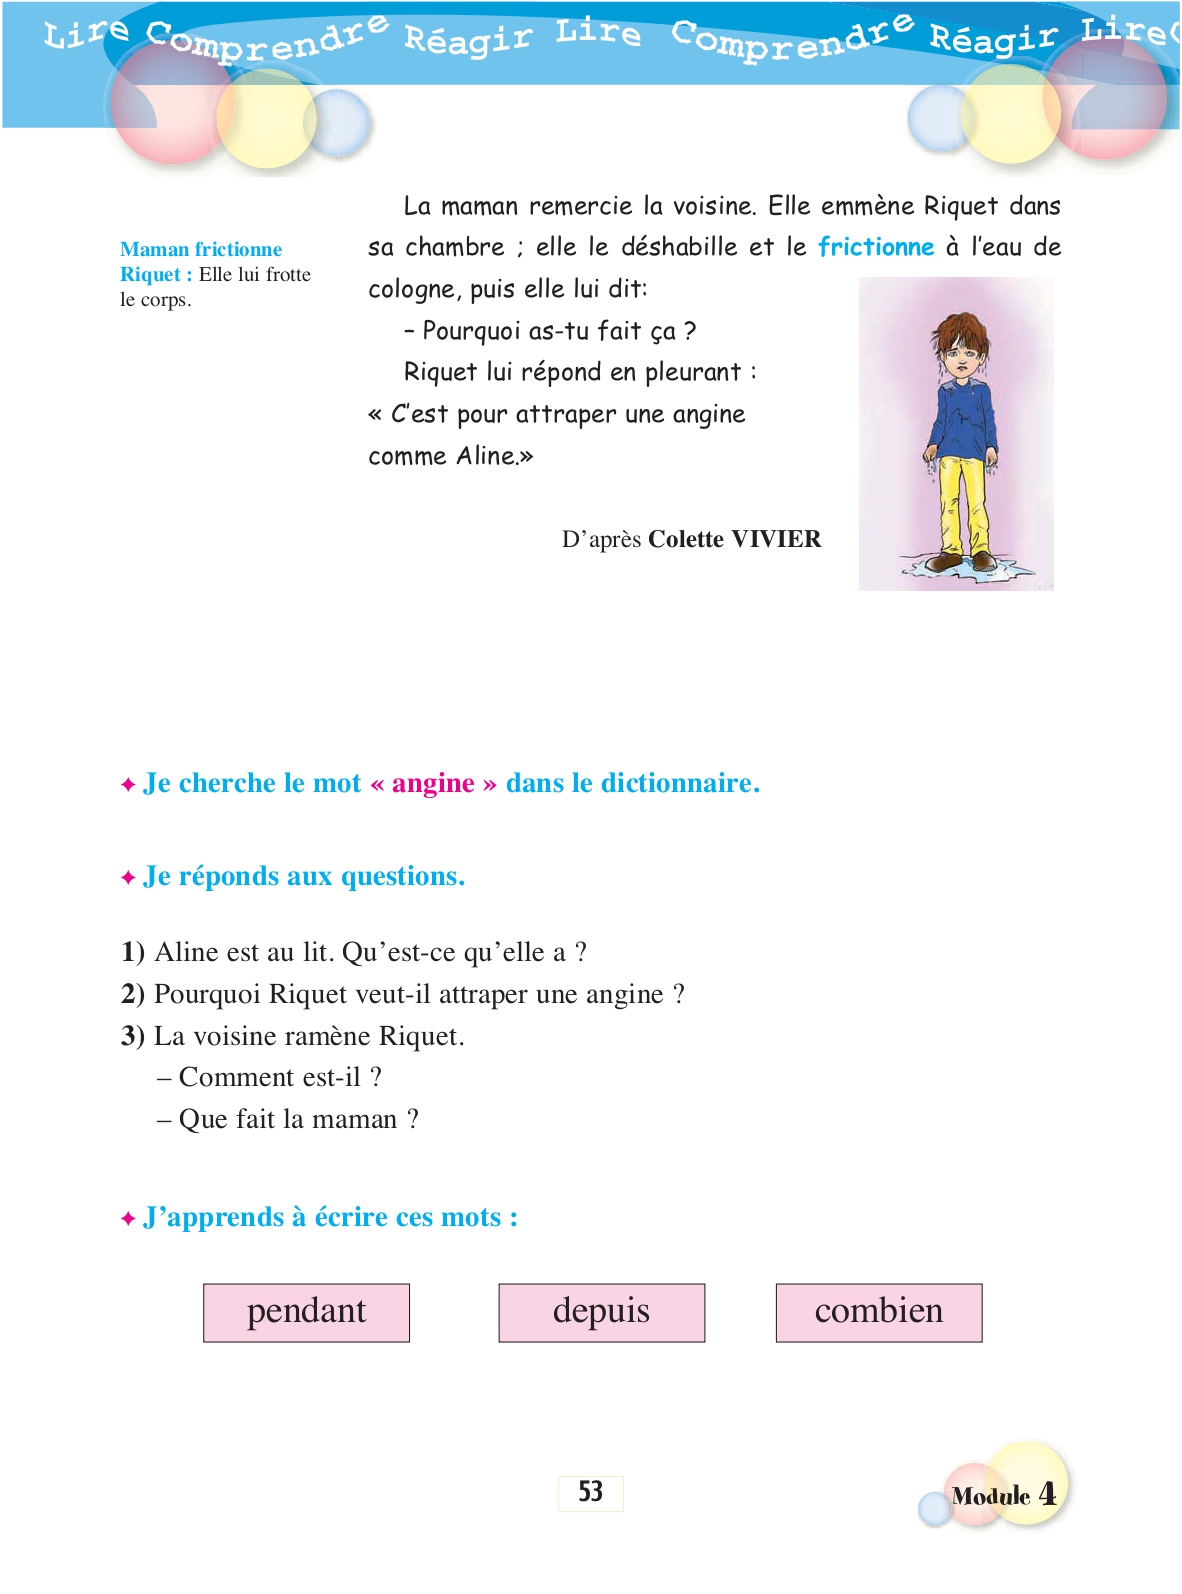 Lire Comprendre Réagir Lire Comprendre Réagir Lire
La maman remercie la voisine. Elle emmène Riquet dans
sa chambre ; elle le déshabille et le frictionne à l'eau de
cologne, puis elle lui dit:
– Pourquoi as-tu fait ça ?
Riquet lui répond en pleurant :
« C'est pour attraper une angine
comme Aline.»
Maman frictionne
Riquet : Elle lui frotte
le corps.
D'après Colette VIVIER
✦ Je cherche le mot « angine » dans le dictionnaire.
✦ Je réponds aux questions.
1) Aline est au lit. Qu'est-ce qu'elle a ?
2) Pourquoi Riquet veut-il attraper une angine ?
3) La voisine ramène Riquet.
– Comment est-il ?
– Que fait la maman ?
✦ J'apprends à écrire ces mots :
pendant depuis combien
53
Module 4